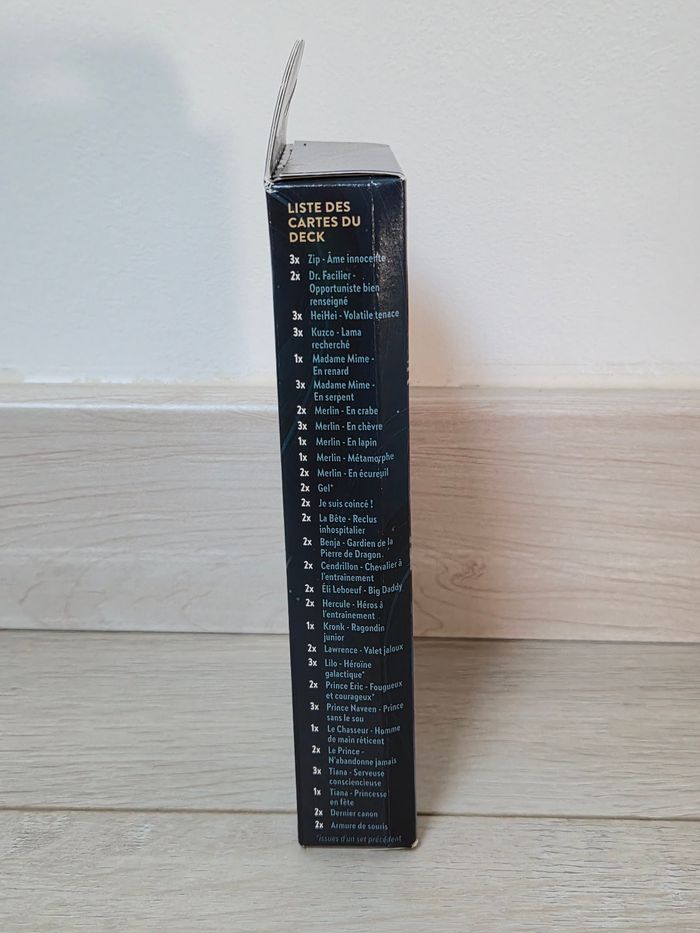 LISTE DES
CARTES DU
DECK
3x Zip - Âme innocente
2x Dr. Facilier -
Opportuniste bien
renseigné
3x HeiHei - Volatile tenace
3x Kuzco - Lama
recherché
1x Madame Mime -
En renard
3x Madame Mime -
En serpent
2x Merlin - En crabe
3x Merlin - En chèvre
1x Merlin - En lapin
1x Merlin - Métamorphe
2x Merlin - En écureuil
2x Gel*
2x Je suis coincé !
2x La Bête - Reclus
inhospitalier
2x Benja - Gardien de la
Pierre de Dragon
2x Cendrillon - Chevalier à
l'entraînement
2x Éli Leboeuf - Big Daddy
2x Hercule - Héros à
l'entraînement
1x Kronk - Ragondin
junior
2x Lawrence - Valet jaloux
3x Lilo - Héroïne
galactique*
2x Prince Eric - Fougueux
et courageux*
3x Prince Naveen - Prince
sans le sou
1x Le Chasseur - Homme
de main réticent
2x Le Prince -
N'abandonne jamais
3x Tiana - Serveuse
consciencieuse
1x Tiana - Princesse
en fête
2x Dernier canon
2x Armure de souris
*issues d'un set précédent